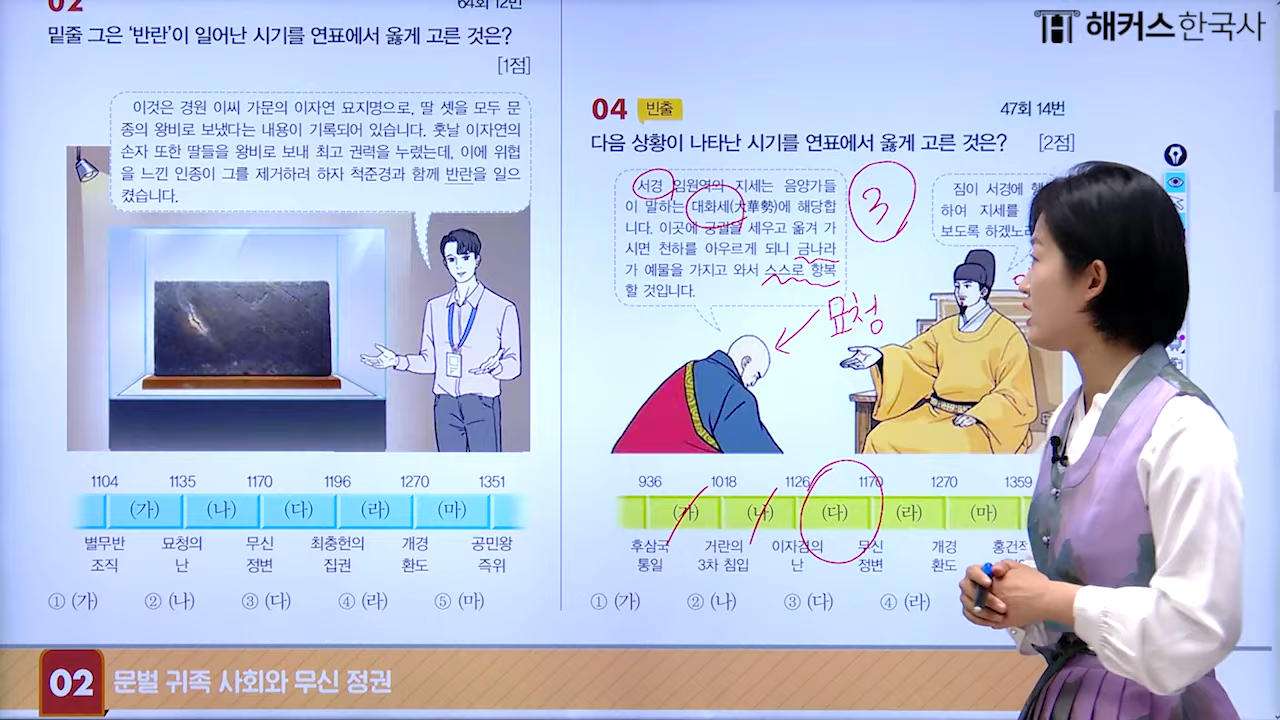 해커스한국사
02
64회 12번
밑줄 그은 '반란'이 일어난 시기를 연표에서 옳게 고른 것은?
[1점]
이것은 경원 이씨 가문의 이자연 묘지명으로, 딸 셋을 모두 문
종의 왕비로 보냈다는 내용이 기록되어 있습니다. 훗날 이자연의
손자 또한 딸들을 왕비로 보내 최고 권력을 누렸는데, 이에 위협
을 느낀 인종이 그를 제거하려 하자 척준경과 함께 반란을 일으
켰습니다.
1104 1135 1170 1196 1270 1351
(가) (나) (다) (라) (마)
별무반 묘청의 무신 최충헌의 개경 공민왕
조직 난 정변 집권 환도 즉위
① (가) ② (나) ③ (다) ④ (라) ⑤ (마)
04 빈출 47회 14번
다음 상황이 나타난 시기를 연표에서 옳게 고른 것은? [2점]
서경 임원역의 지세는 음양가들
이 말하는 대화세(大華勢)에 해당합
니다. 이곳에 궁궐을 세우고 옮겨 가
시면 천하를 아우르게 되니 금나라
가 예물을 가지고 와서 스스로 항복
할 것입니다.
3
짐이 서경에
하여 지세를
보도록 하겠노라
묘청
936 1018 1126 1170 1270 1359
(가) (나) (다) (라) (마)
후삼국 거란의 이자겸의 무신 개경 홍건적
통일 3차 침입 난 정변 환도
① (가) ② (나) ③ (다) ④ (라)
02 문벌 귀족 사회와 무신 정권